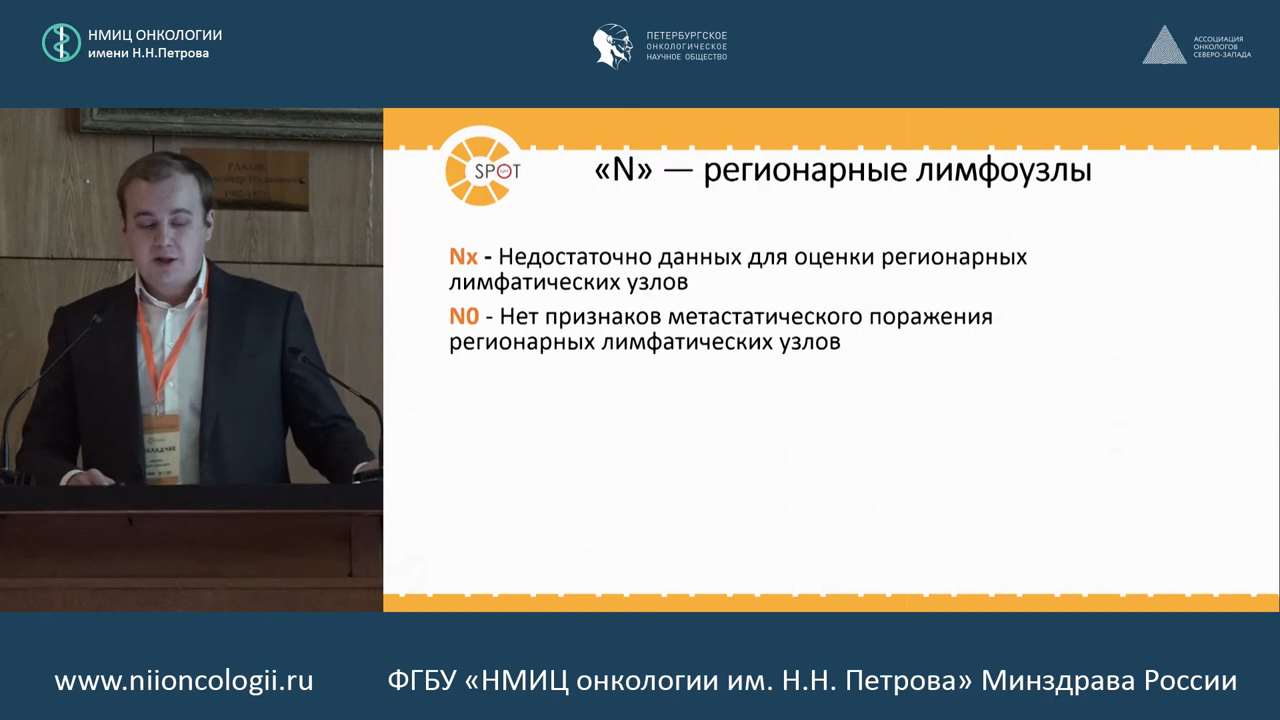 НМИЦ ОНКОЛОГИИ
имени Н.Н.Петрова
ПЕТЕРБУРГСКОЕ
ОНКОЛОГИЧЕСКОЕ
НАУЧНОЕ ОБЩЕСТВО
АССОЦИАЦИЯ
ОНКОЛОГОВ
СЕВЕРО-ЗАПАДА
SPOT
«N» — регионарные лимфоузлы
Nx - Недостаточно данных для оценки регионарных
лимфатических узлов
N0 - Нет признаков метастатического поражения
регионарных лимфатических узлов
www.niioncologii.ru
ФГБУ «НМИЦ онкологии им. Н.Н. Петрова» Минздрава России